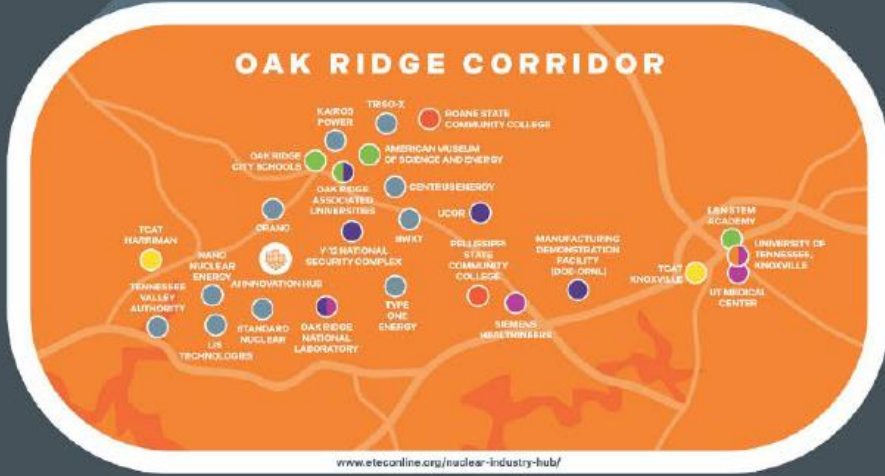 OAK RIDGE CORRIDOR
TRISO-X
KAIROS
POWER
ROANE STATE
COMMUNITY COLLEGE
OAK RIDGE
CITY SCHOOLS
AMERICAN MUSEUM
OF SCIENCE AND ENERGY
OAK RIDGE
ASSOCIATED
UNIVERSITIES
CENTRUS ENERGY
ORANO
UCOR
BWXT
Y-12 NATIONAL
SECURITY COMPLEX
TCAT
HARRIMAN
NANO
NUCLEAR
ENERGY
AI INNOVATION HUB
PELLISSIPPI
STATE
COMMUNITY
COLLEGE
MANUFACTURING
DEMONSTRATION
FACILITY
(DOE-ORNL)
L&N STEM
ACADEMY
UNIVERSITY OF
TENNESSEE,
KNOXVILLE
TCAT
KNOXVILLE
UT MEDICAL
CENTER
TENNESSEE
VALLEY
AUTHORITY
LIS
TECHNOLOGIES
STANDARD
NUCLEAR
OAK RIDGE
NATIONAL
LABORATORY
TYPE
ONE
ENERGY
SIEMENS
HEALTHINEERS
www.eteconline.org/nuclear-industry-hub/